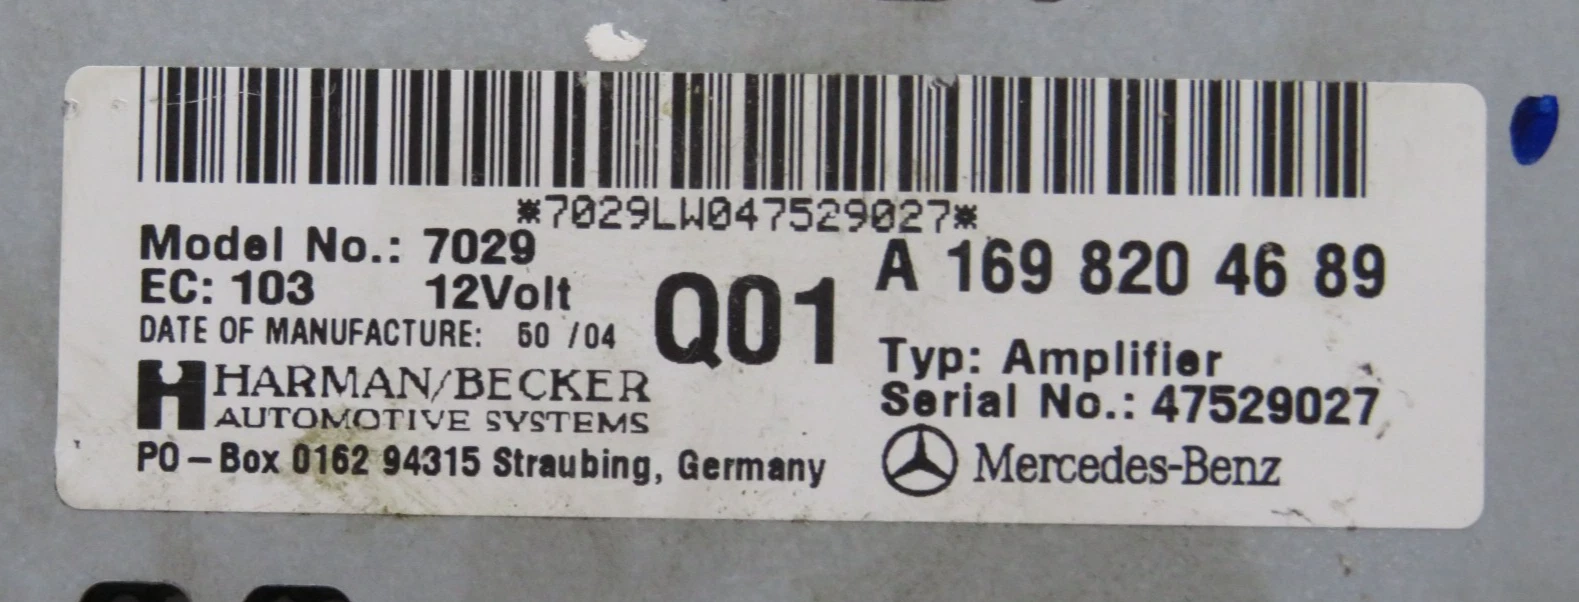 *7029LW047529027*
Model No.: 7029
EC: 103 12Volt
DATE OF MANUFACTURE: 50 /04
Q01
A 169 820 46 89
HARMAN/BECKER
AUTOMOTIVE SYSTEMS
PO-Box 0162 94315 Straubing, Germany
Typ: Amplifier
Serial No.: 47529027
Mercedes-Benz